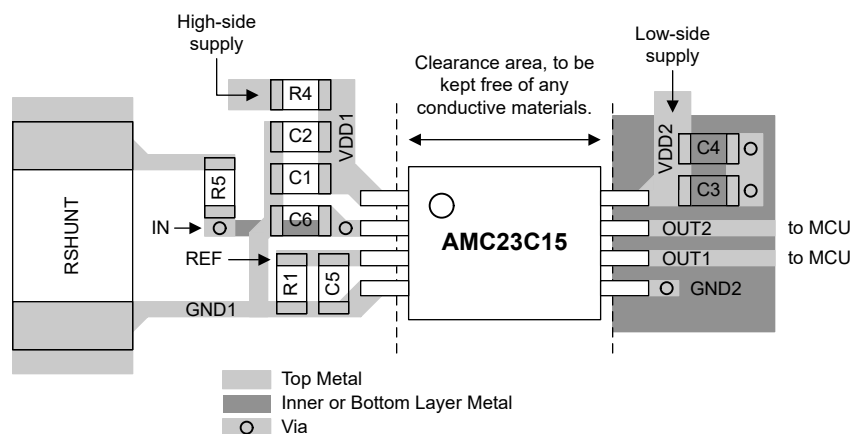 High-side
supply
Low-side
supply
Clearance area, to be
kept free of any
conductive materials.
R4
C2
VDD1
C1
R5
C6
IN
RSHUNT
REF
R1
C5
GND1
AMC23C15
VDD2
C4
C3
OUT2
to MCU
OUT1
to MCU
GND2
Top Metal
Inner or Bottom Layer Metal
Via